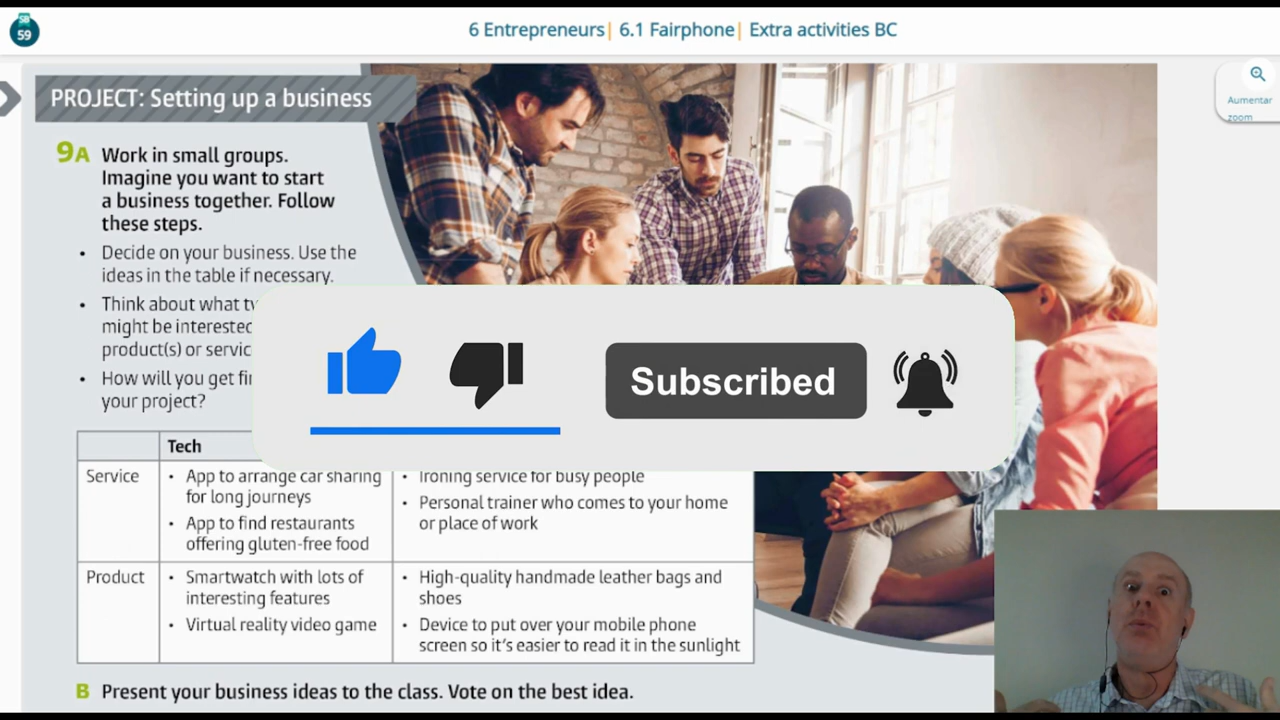 SB
59
6 Entrepreneurs| 6.1 Fairphone| Extra activities BC
Aumentar
zoom
PROJECT: Setting up a business
9A Work in small groups.
Imagine you want to start
a business together. Follow
these steps.
• Decide on your business. Use the
ideas in the table if necessary.
• Think about what
might be interested
product(s) or
• How will you get
your project?
Subscribed
Tech
Service
• App to arrange car sharing
for long journeys
• App to find restaurants
offering gluten-free food
• Ironing service for busy people
• Personal trainer who comes to your home
or place of work
Product
• Smartwatch with lots of
interesting features
• Virtual reality video game
• High-quality handmade leather bags and
shoes
• Device to put over your mobile phone
screen so it's easier to read it in the sunlight
B Present your business ideas to the class. Vote on the best idea.